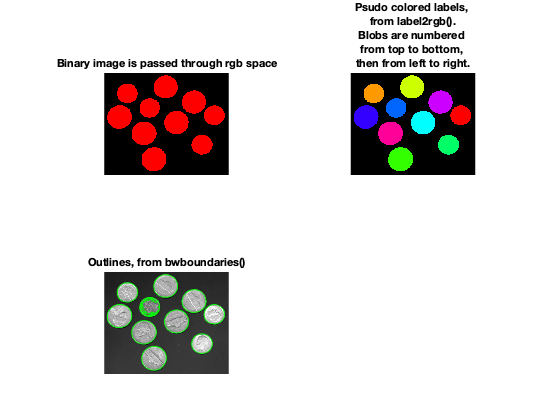 Binary image is passed through rgb space
Psudo colored labels,
from label2rgb().
Blobs are numbered
from top to bottom,
then from left to right.
Outlines, from bwboundaries()